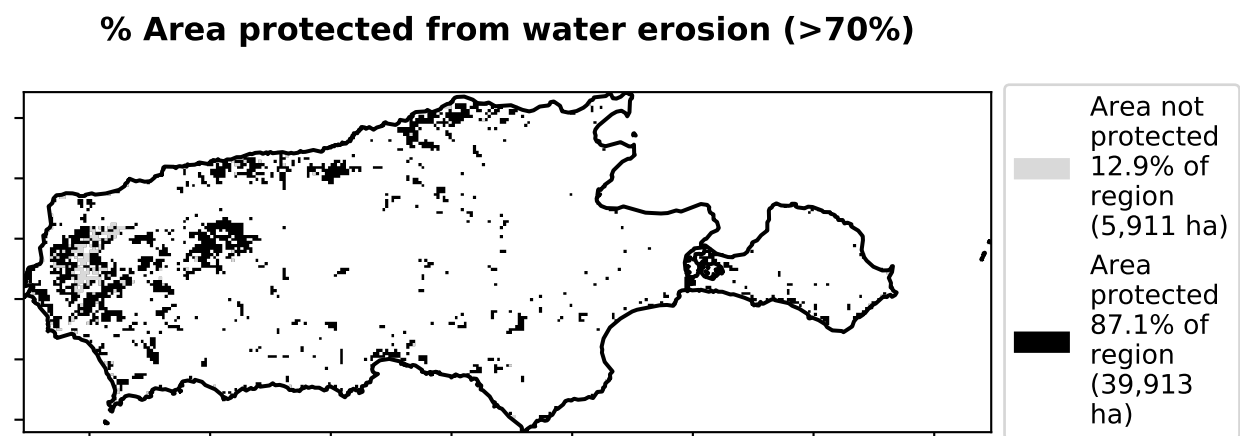 % Area protected from water erosion (>70%)
Area not
protected
12.9% of
region
(5,911 ha)
Area
protected
87.1% of
region
(39,913
ha)